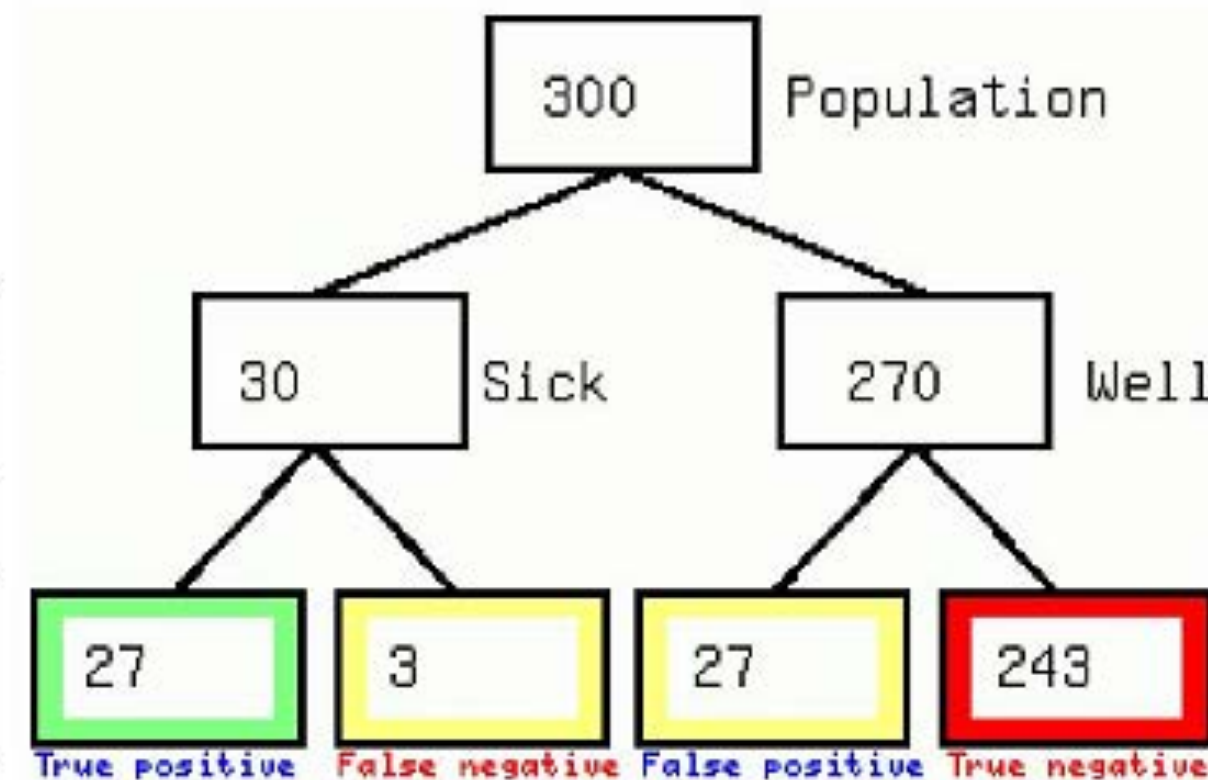 300 Population
30 Sick 270 Well
27 3 27 243
True positive False negative False positive True negative